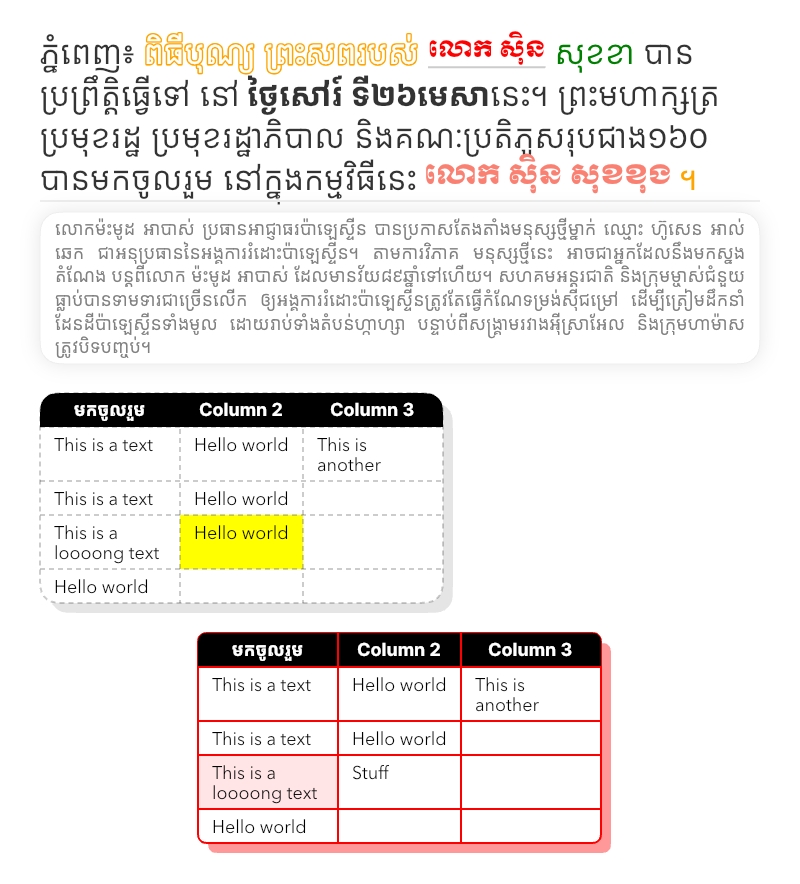 ភ្នំពេញ៖ ពិធីបុណ្យ ព្រះសពរបស់ លោក ស៊ិន សុខខា បាន
ប្រព្រឹត្តិធ្វើទៅ នៅ ថ្ងៃសៅរ៍ ទី២៦មេសានេះ។ ព្រះមហាក្សត្រ
ប្រមុខរដ្ឋ ប្រមុខរដ្ឋាភិបាល និងគណៈប្រតិភូសរុបជាង១៦០
បានមកចូលរួម នៅក្នុងកម្មវិធីនេះ លោក ស៊ិន សុខខុង ។
លោកម៉ះមូដ អាបាស់ ប្រធានអាជ្ញាធរប៉ាឡេស្ទីន បានប្រកាសតែងតាំងមនុស្សថ្មីម្នាក់ ឈ្មោះ ហ៊ូសេន អាល់
ឆេក ជាអនុប្រធាននៃអង្គការរំដោះប៉ាឡេស្ទីន។ តាមការវិភាគ មនុស្សថ្មីនេះ អាចជាអ្នកដែលនឹងមកស្នង
តំណែង បន្តពីលោក ម៉ះមូដ អាបាស់ ដែលមានវ័យ៨៩ឆ្នាំទៅហើយ។ សហគមអន្តរជាតិ និងក្រុមម្ចាស់ជំនួយ
ធ្លាប់បានទាមទារជាច្រើនលើក ឲ្យអង្គការរំដោះប៉ាឡេស្ទីនត្រូវតែធ្វើកំណែទម្រង់ស៊ីជម្រៅ ដើម្បីត្រៀមដឹកនាំ
ដែនដីប៉ាឡេស្ទីនទាំងមូល ដោយរាប់ទាំងតំបន់ហ្គាហ្សា បន្ទាប់ពីសង្គ្រាមរវាងអ៊ីស្រាអែល និងក្រុមហាម៉ាស
ត្រូវបិទបញ្ចប់។
មកចូលរួម Column 2 Column 3
This is a text Hello world This is
another
This is a text Hello world
This is a Hello world
loooong text
Hello world
មកចូលរួម Column 2 Column 3
This is a text Hello world This is
another
This is a text Hello world
This is a Stuff
loooong text
Hello world